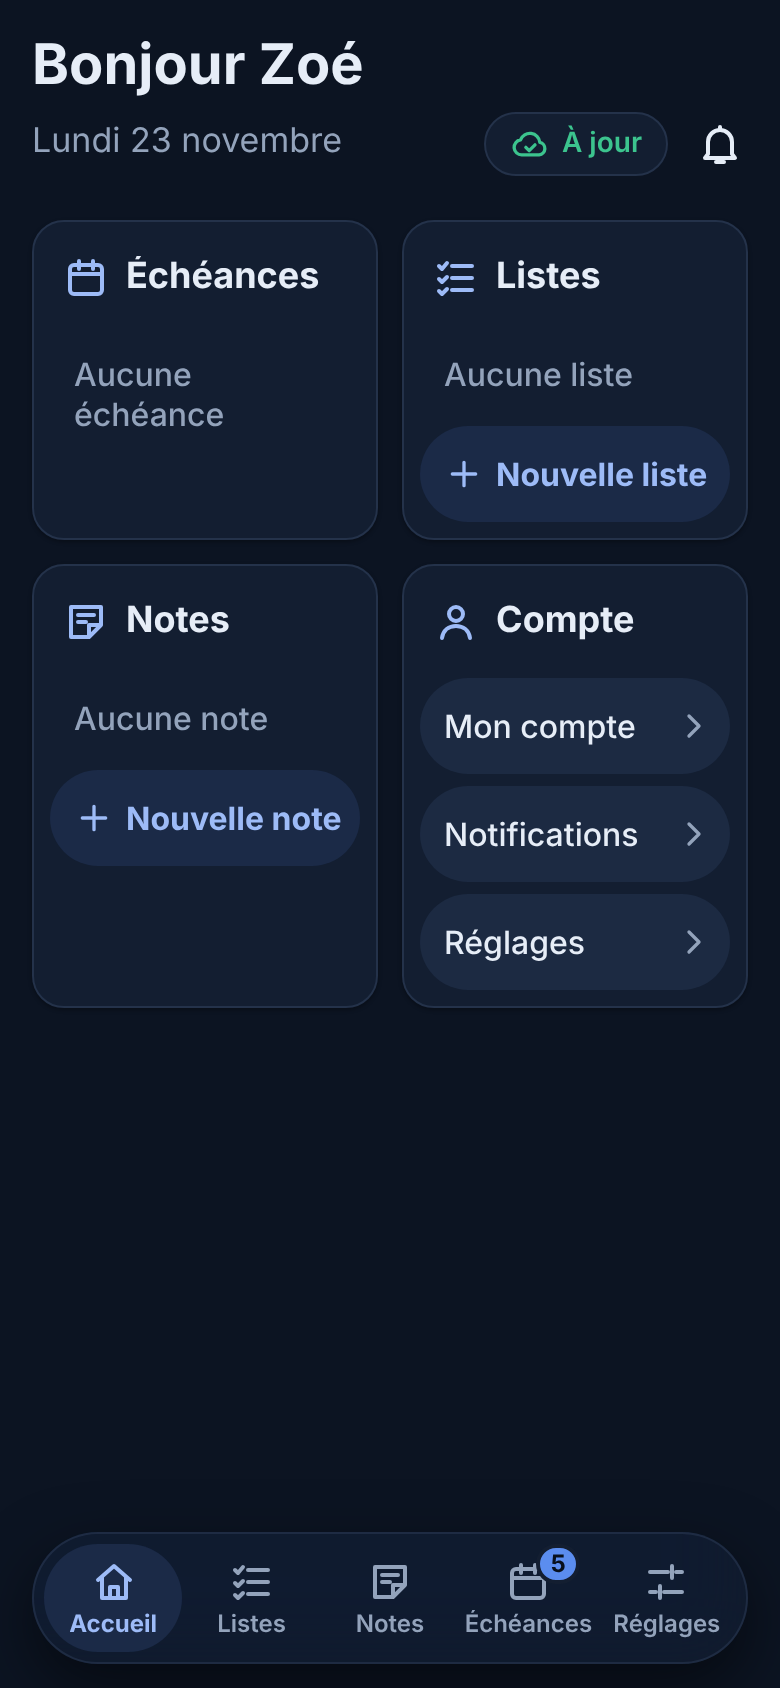 Bonjour Zoé
Lundi 23 novembre
À jour
Échéances
Aucune
échéance
Listes
Aucune liste
Nouvelle liste
Notes
Aucune note
Nouvelle note
Compte
Mon compte
Notifications
Réglages
Accueil
Listes
Notes
5
Échéances
Réglages